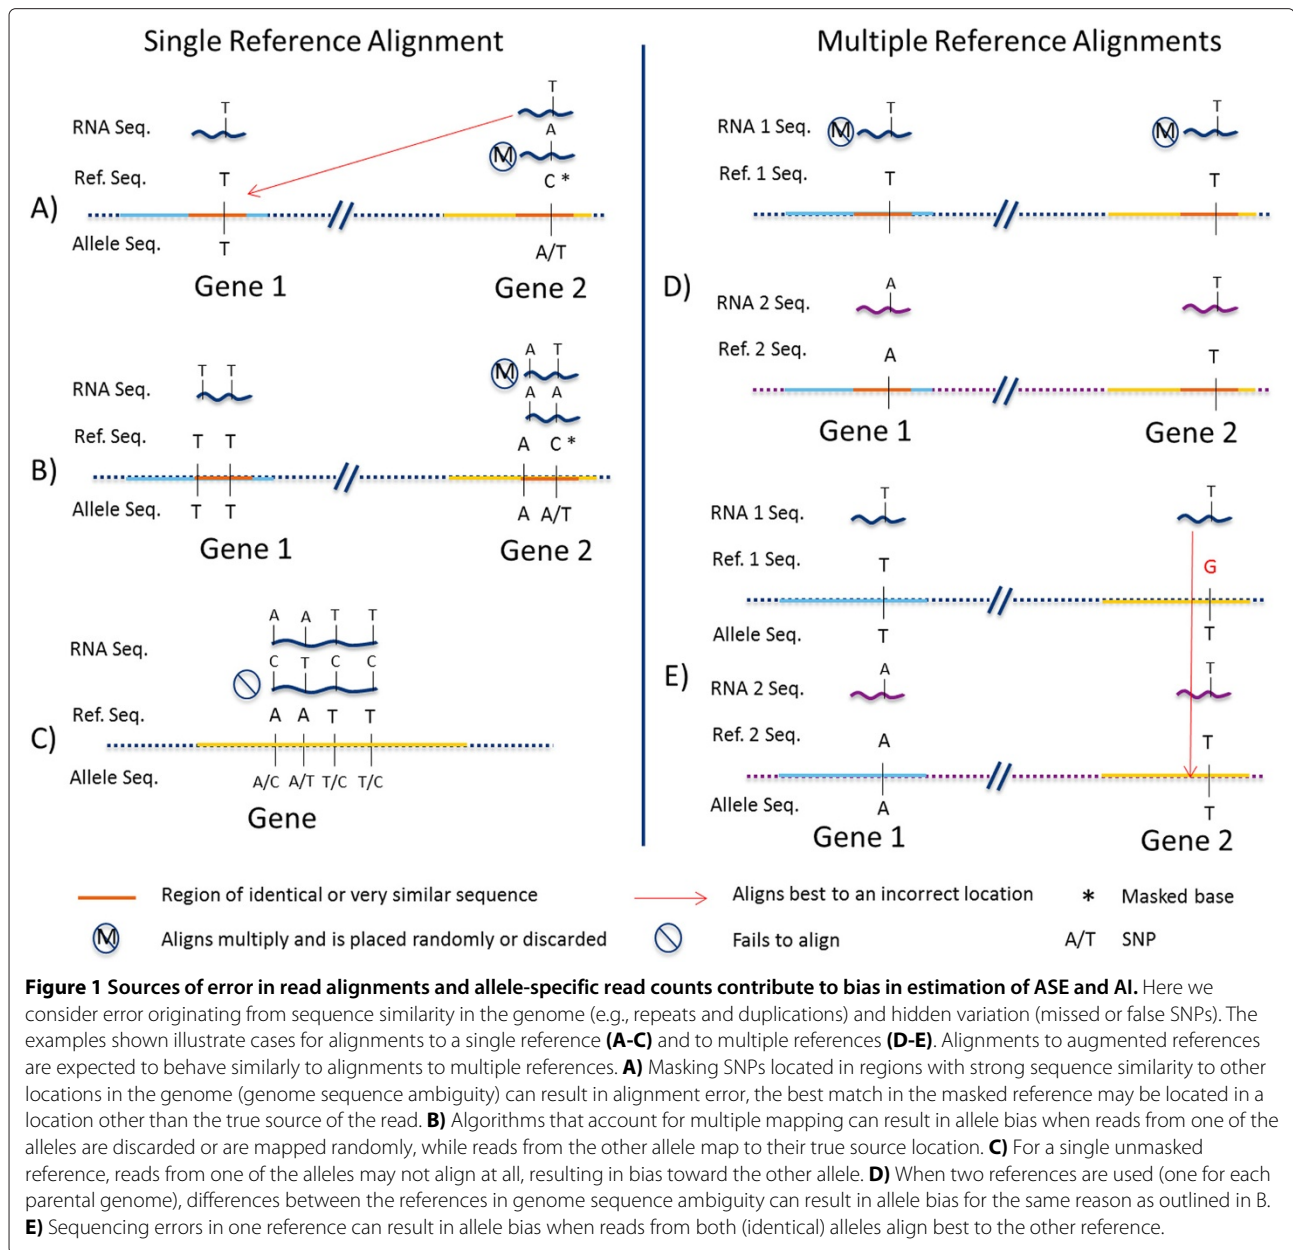 Single Reference Alignment
Multiple Reference Alignments
A)
T
T
RNA Seq.
A
M
Ref. Seq.
T
C *
Allele Seq.
T
A/T
Gene 1
Gene 2
B)
T T
A T
RNA Seq.
M
A A
Ref. Seq.
T T
A C *
Allele Seq.
T T
A A/T
Gene 1
Gene 2
C)
A A T T
RNA Seq.
C T C C
Ref. Seq.
A A T T
Allele Seq.
A/C A/T T/C T/C
Gene
D)
T
T
RNA 1 Seq.
M
M
Ref. 1 Seq.
T
T
A
T
RNA 2 Seq.
Ref. 2 Seq.
A
T
Gene 1
Gene 2
E)
T
T
RNA 1 Seq.
Ref. 1 Seq.
T
G
Allele Seq.
T
T
A
T
RNA 2 Seq.
Ref. 2 Seq.
A
T
Allele Seq.
A
T
Gene 1
Gene 2
Region of identical or very similar sequence
Aligns best to an incorrect location
* Masked base
M Aligns multiply and is placed randomly or discarded
Fails to align
A/T SNP
Figure 1 Sources of error in read alignments and allele-specific read counts contribute to bias in estimation of ASE and AI. Here we
consider error originating from sequence similarity in the genome (e.g., repeats and duplications) and hidden variation (missed or false SNPs). The
examples shown illustrate cases for alignments to a single reference (A-C) and to multiple references (D-E). Alignments to augmented references
are expected to behave similarly to alignments to multiple references. A) Masking SNPs located in regions with strong sequence similarity to other
locations in the genome (genome sequence ambiguity) can result in alignment error, the best match in the masked reference may be located in a
location other than the true source of the read. B) Algorithms that account for multiple mapping can result in allele bias when reads from one of the
alleles are discarded or are mapped randomly, while reads from the other allele map to their true source location. C) For a single unmasked
reference, reads from one of the alleles may not align at all, resulting in bias toward the other allele. D) When two references are used (one for each
parental genome), differences between the references in genome sequence ambiguity can result in allele bias for the same reason as outlined in B.
E) Sequencing errors in one reference can result in allele bias when reads from both (identical) alleles align best to the other reference.